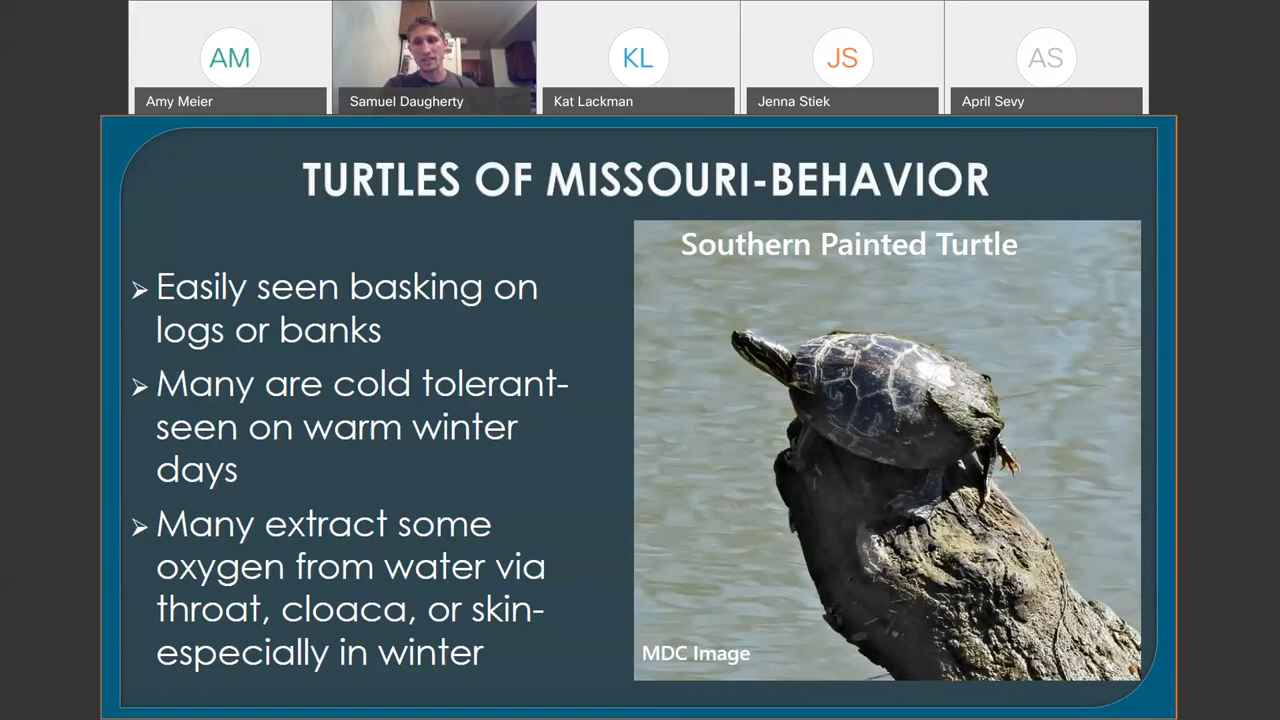 AM
KL
JS
AS
Amy Meier
Samuel Daugherty
Kat Lackman
Jenna Stiek
April Sevy
TURTLES OF MISSOURI-BEHAVIOR
Southern Painted Turtle
➢ Easily seen basking on
logs or banks
➢ Many are cold tolerant-
seen on warm winter
days
➢ Many extract some
oxygen from water via
throat, cloaca, or skin-
especially in winter
MDC Image